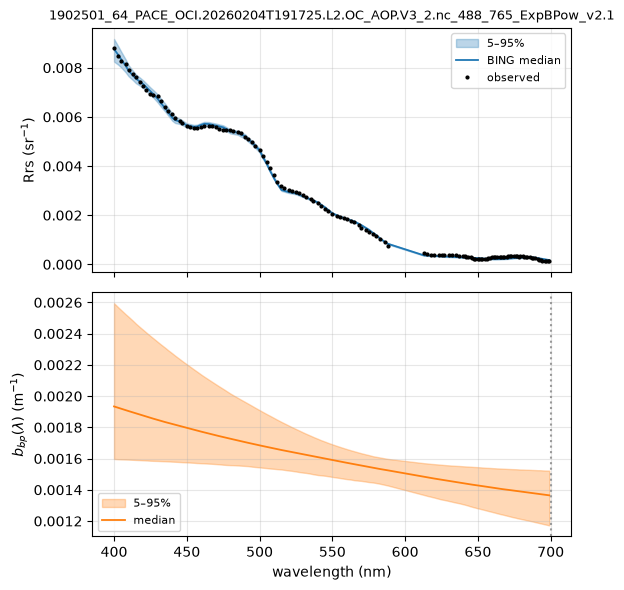 1902501_64_PACE_OCI.20260204T191725.L2.OC_AOP.V3_2.nc_488_765_ExpBPow_v2.1
0.008
0.006
0.004
0.002
0.000
Rrs (sr⁻¹)
5–95%
BING median
observed
0.0026
0.0024
0.0022
0.0020
0.0018
0.0016
0.0014
0.0012
b_bp(λ) (m⁻¹)
5–95%
median
400 450 500 550 600 650 700
wavelength (nm)